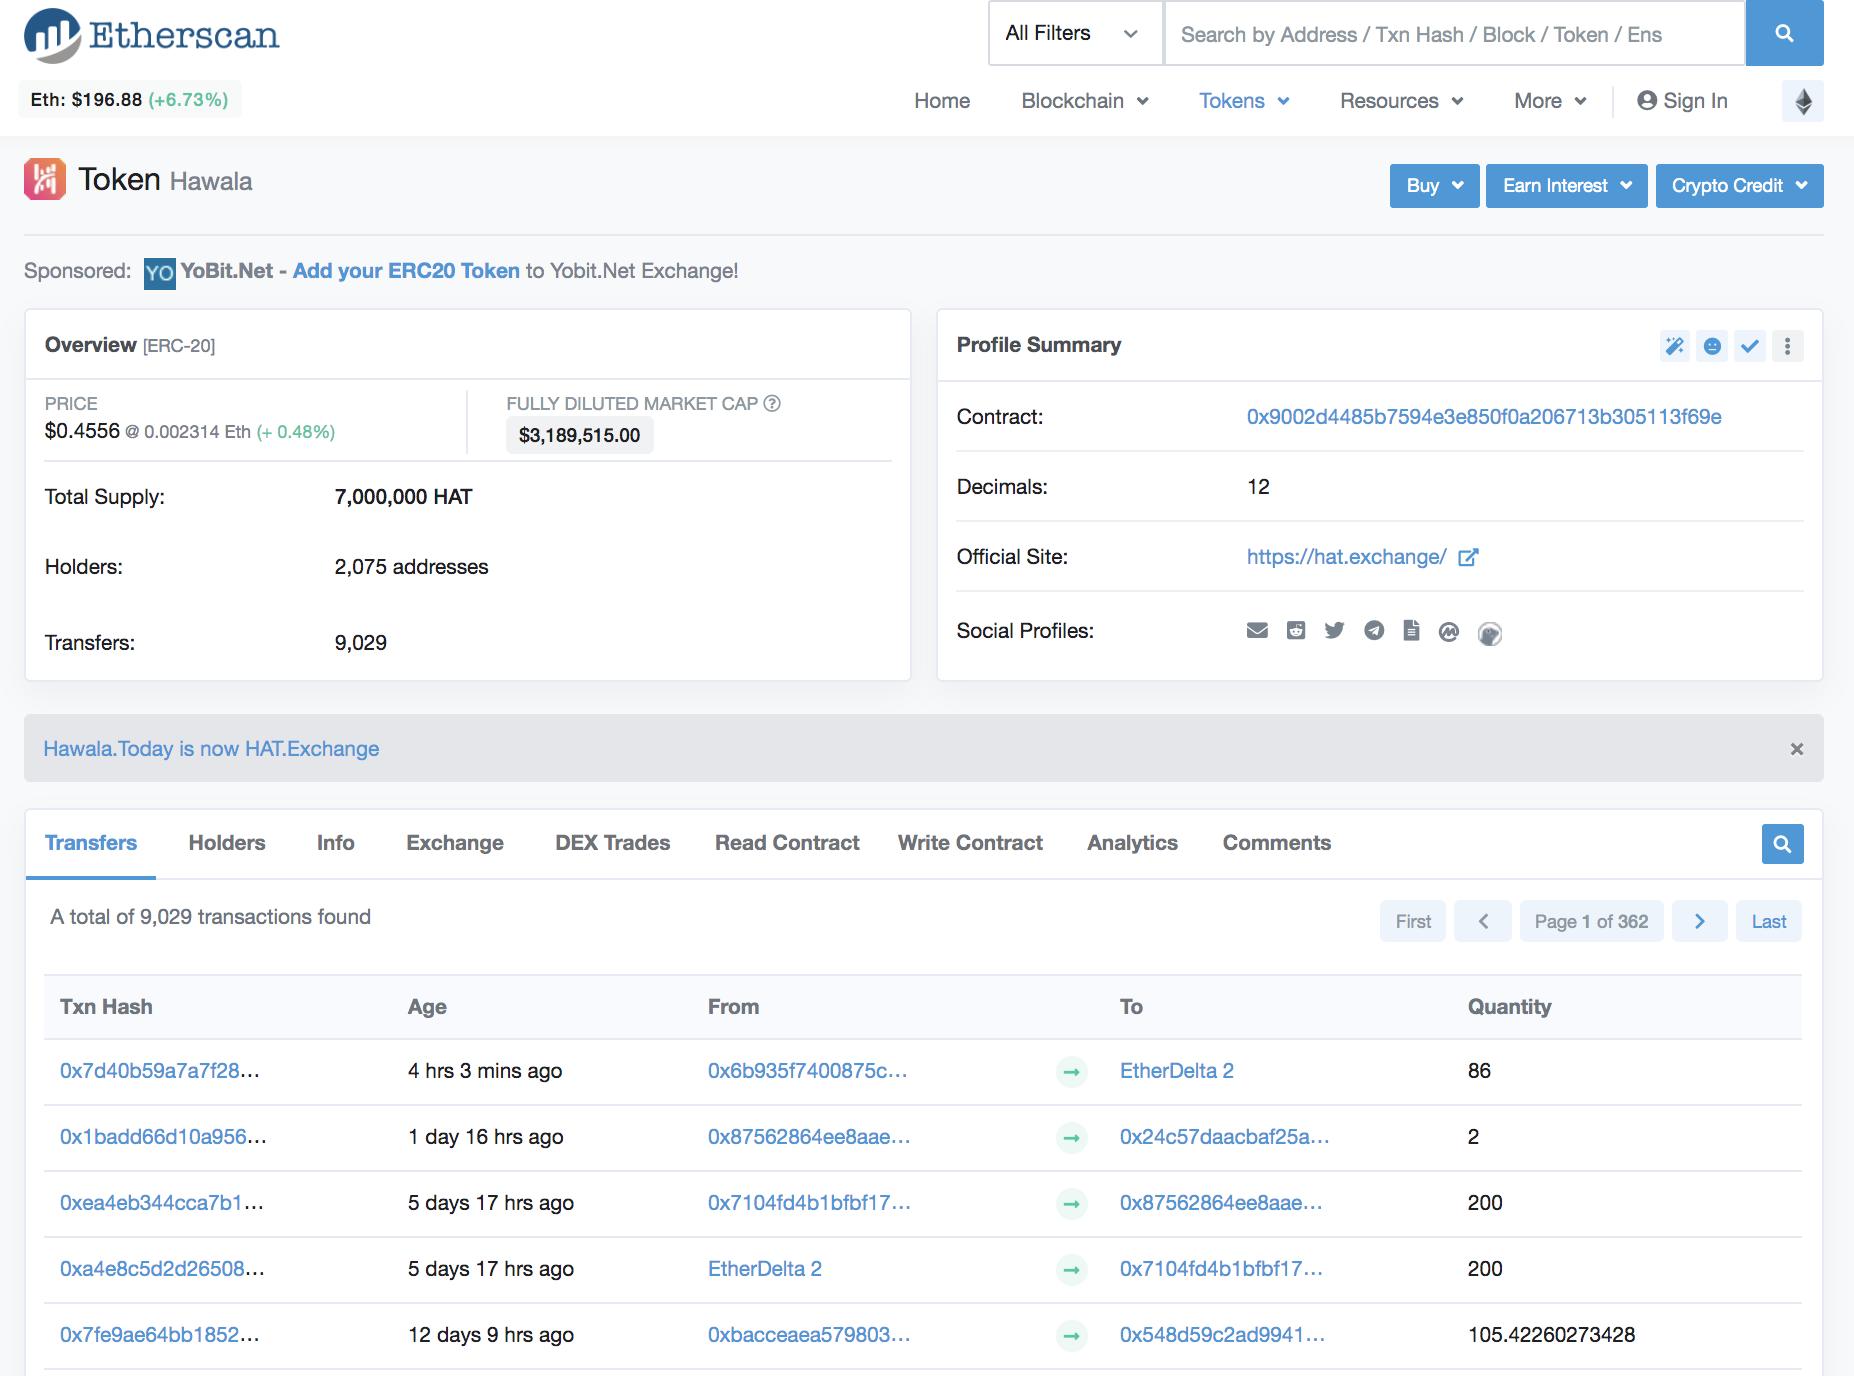 Etherscan
All Filters
Search by Address / Txn Hash / Block / Token / Ens
Eth: $196.88 (+6.73%)
Home
Blockchain
Tokens
Resources
More
Sign In
Token Hawala
Buy
Earn Interest
Crypto Credit
Sponsored: YO YoBit.Net - Add your ERC20 Token to Yobit.Net Exchange!
Overview [ERC-20]
PRICE
$0.4556 @ 0.002314 Eth (+ 0.48%)
FULLY DILUTED MARKET CAP
$3,189,515.00
Total Supply: 7,000,000 HAT
Holders: 2,075 addresses
Transfers: 9,029
Profile Summary
Contract: 0x9002d4485b7594e3e850f0a206713b305113f69e
Decimals: 12
Official Site: https://hat.exchange/
Social Profiles:
Hawala.Today is now HAT.Exchange
Transfers Holders Info Exchange DEX Trades Read Contract Write Contract Analytics Comments
A total of 9,029 transactions found
First
Page 1 of 362
Last
Txn Hash Age From To Quantity
0x7d40b59a7a7f28... 4 hrs 3 mins ago 0x6b935f7400875c... EtherDelta 2 86
0x1badd66d10a956... 1 day 16 hrs ago 0x87562864ee8aae... 0x24c57daacbaf25a... 2
0xea4eb344cca7b1... 5 days 17 hrs ago 0x7104fd4b1bfbf17... 0x87562864ee8aae... 200
0xa4e8c5d2d26508... 5 days 17 hrs ago EtherDelta 2 0x7104fd4b1bfbf17... 200
0x7fe9ae64bb1852... 12 days 9 hrs ago 0xbacceaea579803... 0x548d59c2ad9941... 105.42260273428